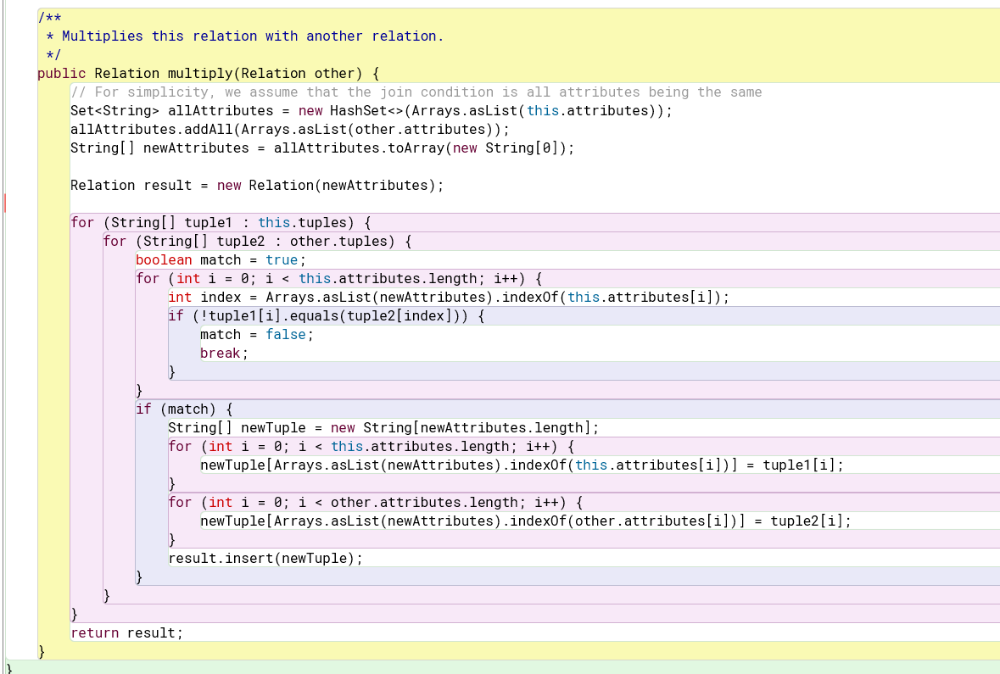 /**
 * Multiplies this relation with another relation.
 */
public Relation multiply(Relation other) {
    // For simplicity, we assume that the join condition is all attributes being the same
    Set<String> allAttributes = new HashSet<>(Arrays.asList(this.attributes));
    allAttributes.addAll(Arrays.asList(other.attributes));
    String[] newAttributes = allAttributes.toArray(new String[0]);

    Relation result = new Relation(newAttributes);

    for (String[] tuple1 : this.tuples) {
        for (String[] tuple2 : other.tuples) {
            boolean match = true;
            for (int i = 0; i < this.attributes.length; i++) {
                int index = Arrays.asList(newAttributes).indexOf(this.attributes[i]);
                if (!tuple1[i].equals(tuple2[index])) {
                    match = false;
                    break;
                }
            }
            if (match) {
                String[] newTuple = new String[newAttributes.length];
                for (int i = 0; i < this.attributes.length; i++) {
                    newTuple[Arrays.asList(newAttributes).indexOf(this.attributes[i])] = tuple1[i];
                }
                for (int i = 0; i < other.attributes.length; i++) {
                    newTuple[Arrays.asList(newAttributes).indexOf(other.attributes[i])] = tuple2[i];
                }
                result.insert(newTuple);
            }
        }
    }
    return result;
}
}